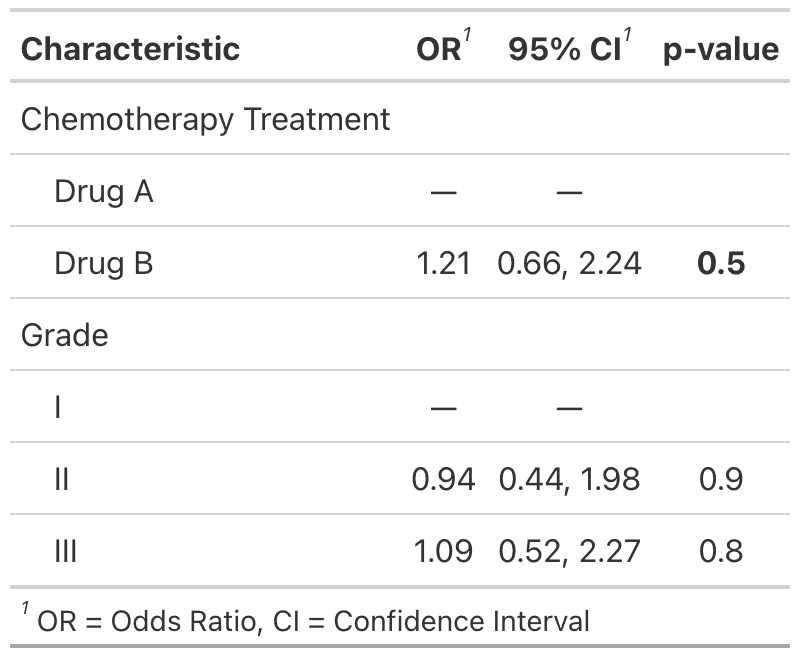 Characteristic OR1 95% CI1 p-value
Chemotherapy Treatment
Drug A — —
Drug B 1.21 0.66, 2.24 0.5
Grade
I — —
II 0.94 0.44, 1.98 0.9
III 1.09 0.52, 2.27 0.8
1 OR = Odds Ratio, CI = Confidence Interval